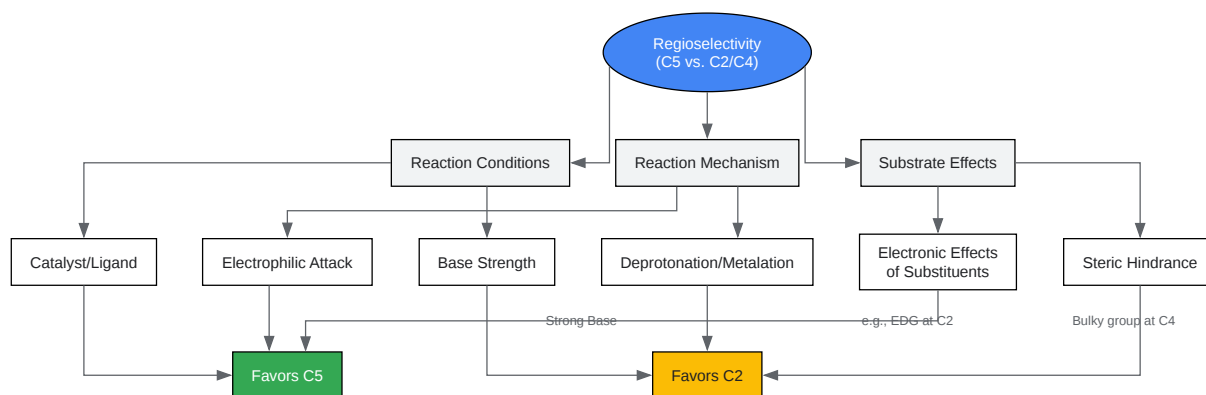 Regioselectivity
(C5 vs. C2/C4)
Reaction Conditions
Reaction Mechanism
Substrate Effects
Catalyst/Ligand
Electrophilic Attack
Base Strength
Deprotonation/Metalation
Electronic Effects
of Substituents
Steric Hindrance
Strong Base
e.g., EDG at C2
Bulky group at C4
Favors C5
Favors C2